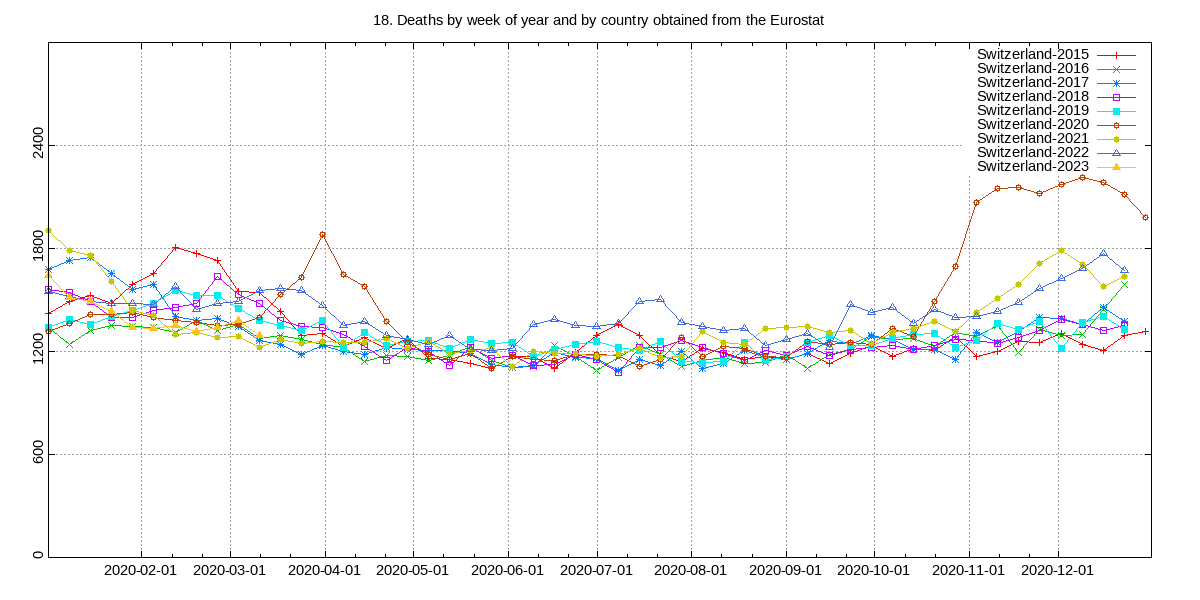 18. Deaths by week of year and by country obtained from the Eurostat
Switzerland-2015
Switzerland-2016
Switzerland-2017
Switzerland-2018
Switzerland-2019
Switzerland-2020
Switzerland-2021
Switzerland-2022
Switzerland-2023
2400
1800
1200
600
0
2020-02-01 2020-03-01 2020-04-01 2020-05-01 2020-06-01 2020-07-01 2020-08-01 2020-09-01 2020-10-01 2020-11-01 2020-12-01